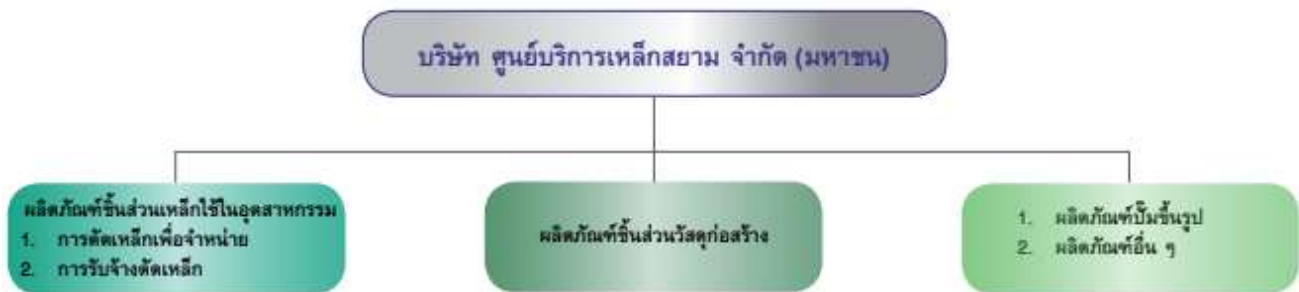 บริษัท ศูนย์บริการเหล็กสยาม จำกัด (มหาชน)
ผลิตภัณฑ์ชิ้นส่วนเหล็กใช้ในอุตสาหกรรม
1. การตัดเหล็กเพื่อจำหน่าย
2. การรับจ้างตัดเหล็ก
ผลิตภัณฑ์ชิ้นส่วนวัสดุก่อสร้าง
1. ผลิตภัณฑ์ปั๊มขึ้นรูป
2. ผลิตภัณฑ์อื่น ๆ